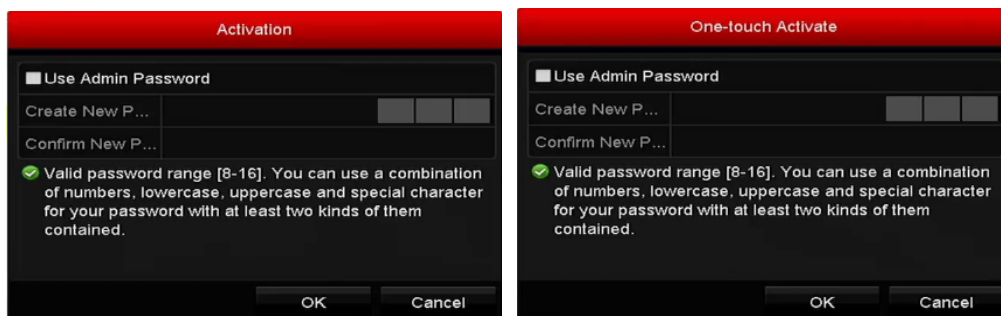 Activation
Use Admin Password
Create New P...
Confirm New P...
Valid password range [8-16]. You can use a combination
of numbers, lowercase, uppercase and special character
for your password with at least two kinds of them
contained.
OK
Cancel
One-touch Activate
Use Admin Password
Create New P...
Confirm New P...
Valid password range [8-16]. You can use a combination
of numbers, lowercase, uppercase and special character
for your password with at least two kinds of them
contained.
OK
Cancel